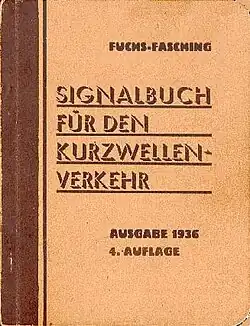 FUCHS-FASCHING
SIGNALBUCH
FÜR DEN
KURZWELLEN-
VERKEHR
AUSGABE 1936
4. AUFLAGE